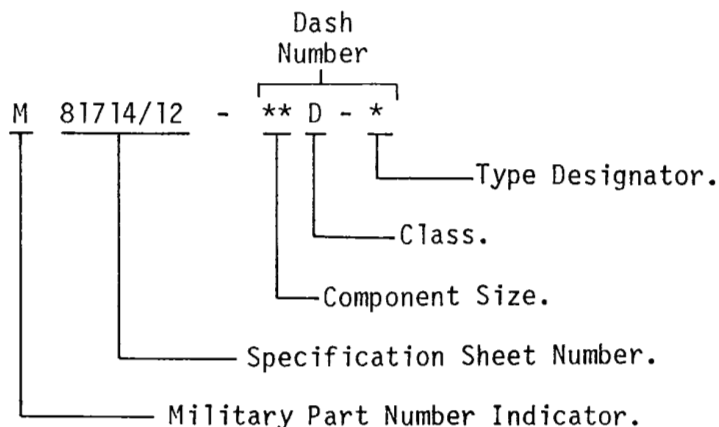 Dash
Number
M 81714/12 - ** D - *
Type Designator.
Class.
Component Size.
Specification Sheet Number.
Military Part Number Indicator.